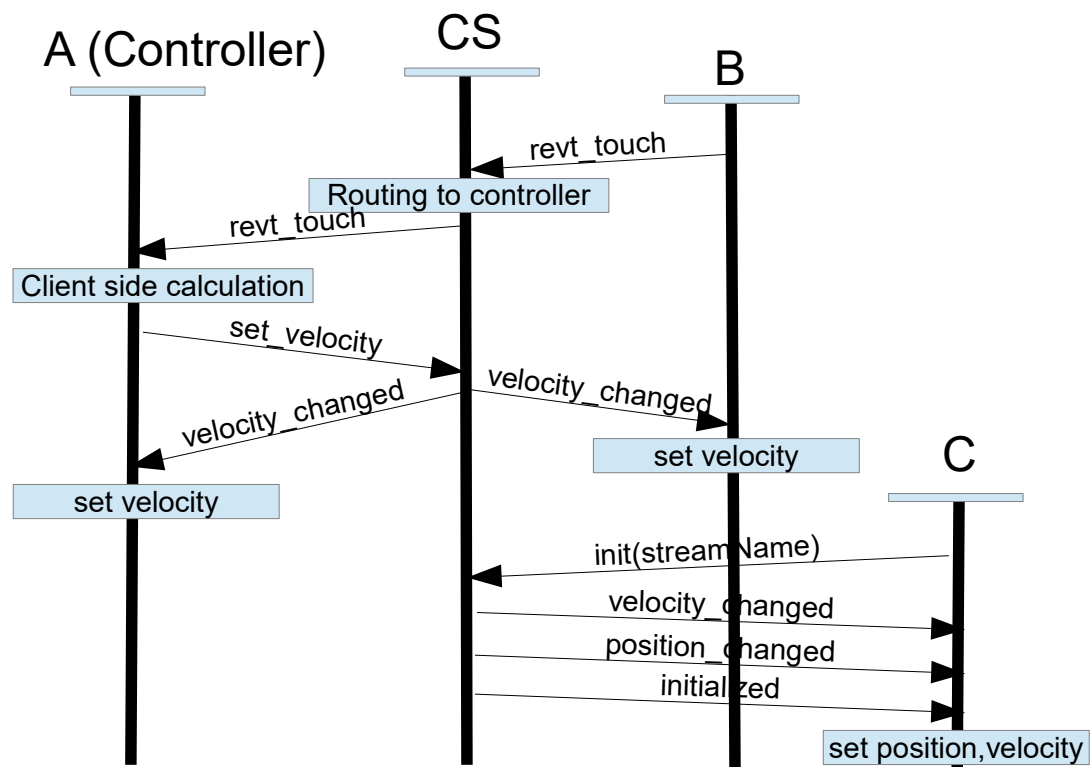 A (Controller)
CS
B
revt_touch
Routing to controller
revt_touch
Client side calculation
set_velocity
velocity_changed
velocity_changed
set velocity
set velocity
C
init(streamName)
velocity_changed
position_changed
initialized
set position,velocity